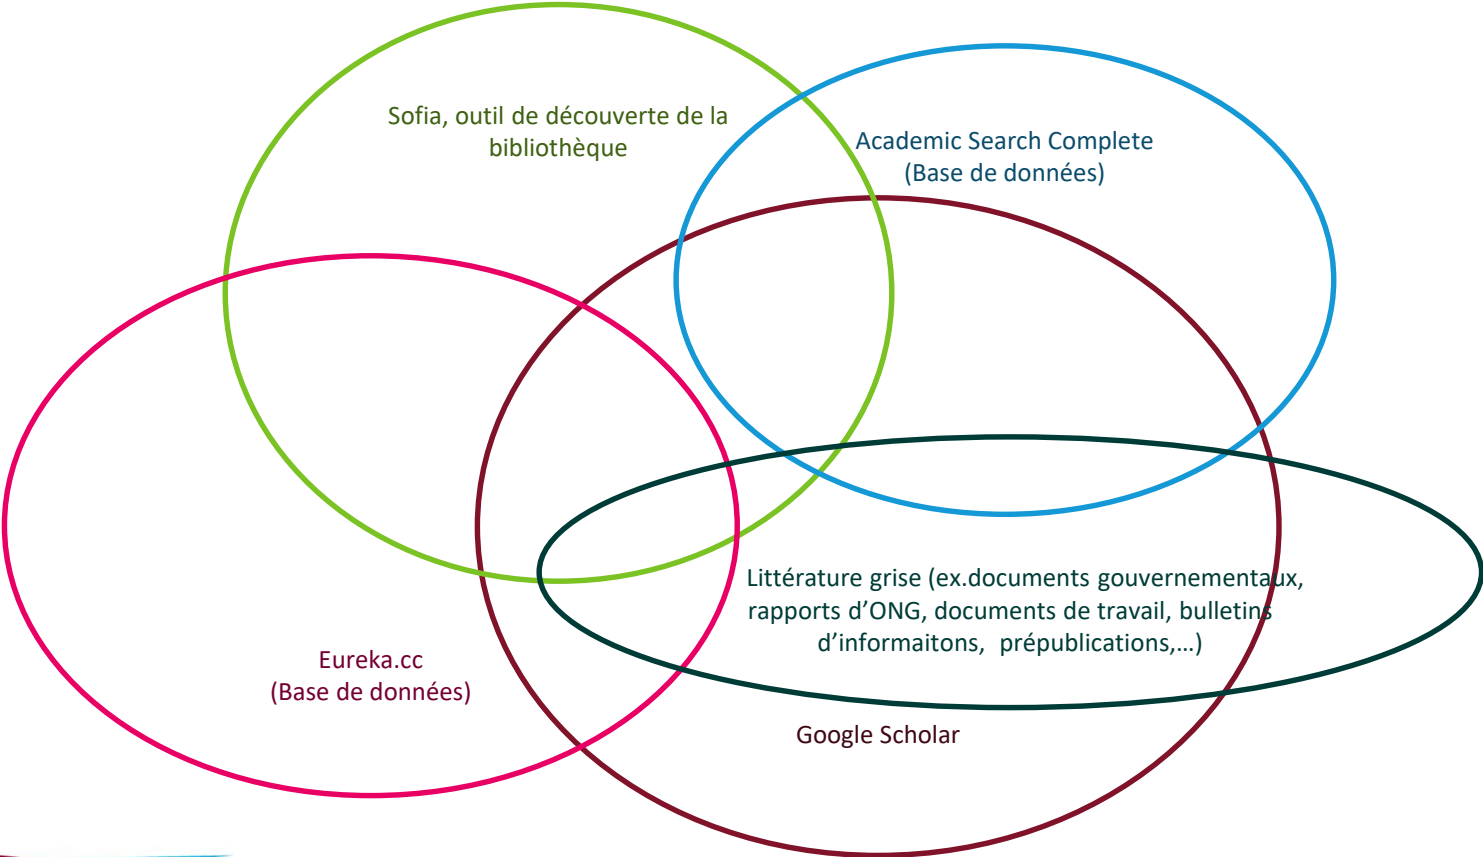 Sofia, outil de découverte de la
bibliothèque
Academic Search Complete
(Base de données)
Littérature grise (ex.documents gouvernementaux,
rapports d'ONG, documents de travail, bulletins
d'informaitons, prépublications,...)
Eureka.cc
(Base de données)
Google Scholar